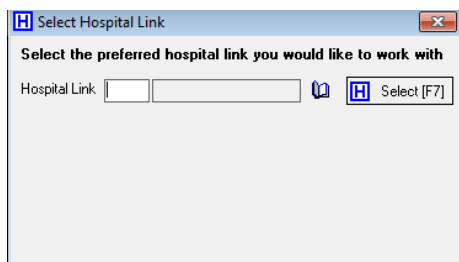 H Select Hospital Link
Select the preferred hospital link you would like to work with
Hospital Link H Select [F7]